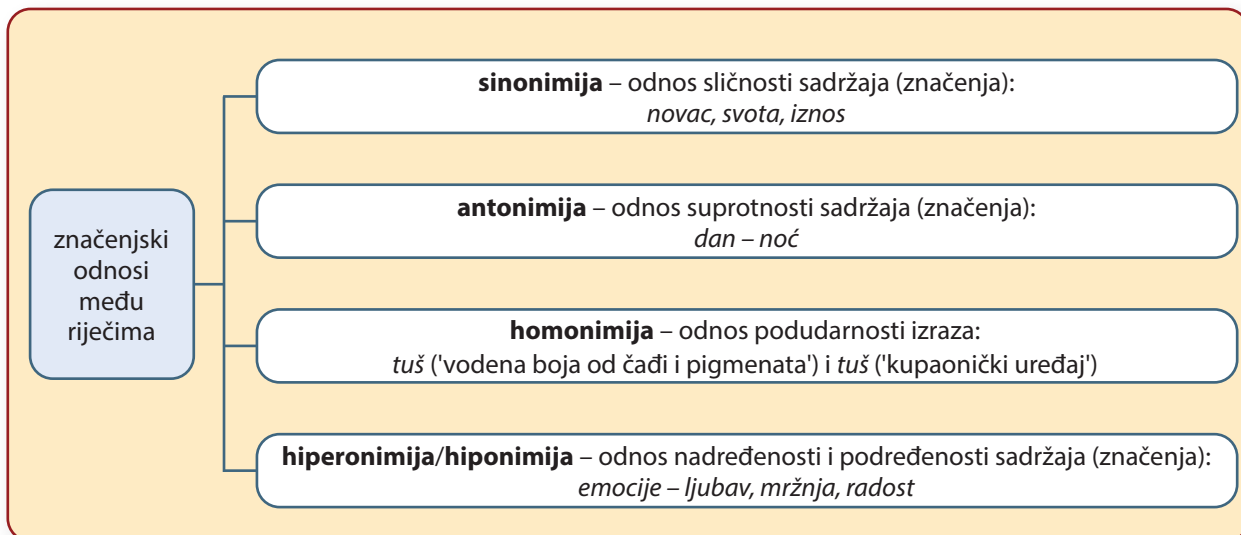 značenjski
odnosi
među
riječima
sinonimija – odnos sličnosti sadržaja (značenja):
novac, svota, iznos
antonimija – odnos suprotnosti sadržaja (značenja):
dan – noć
homonimija – odnos podudarnosti izraza:
tuš ('vodena boja od čađi i pigmenata') i tuš ('kupaonički uređaj')
hiperonimija/hiponimija – odnos nadređenosti i podređenosti sadržaja (značenja):
emocije – ljubav, mržnja, radost